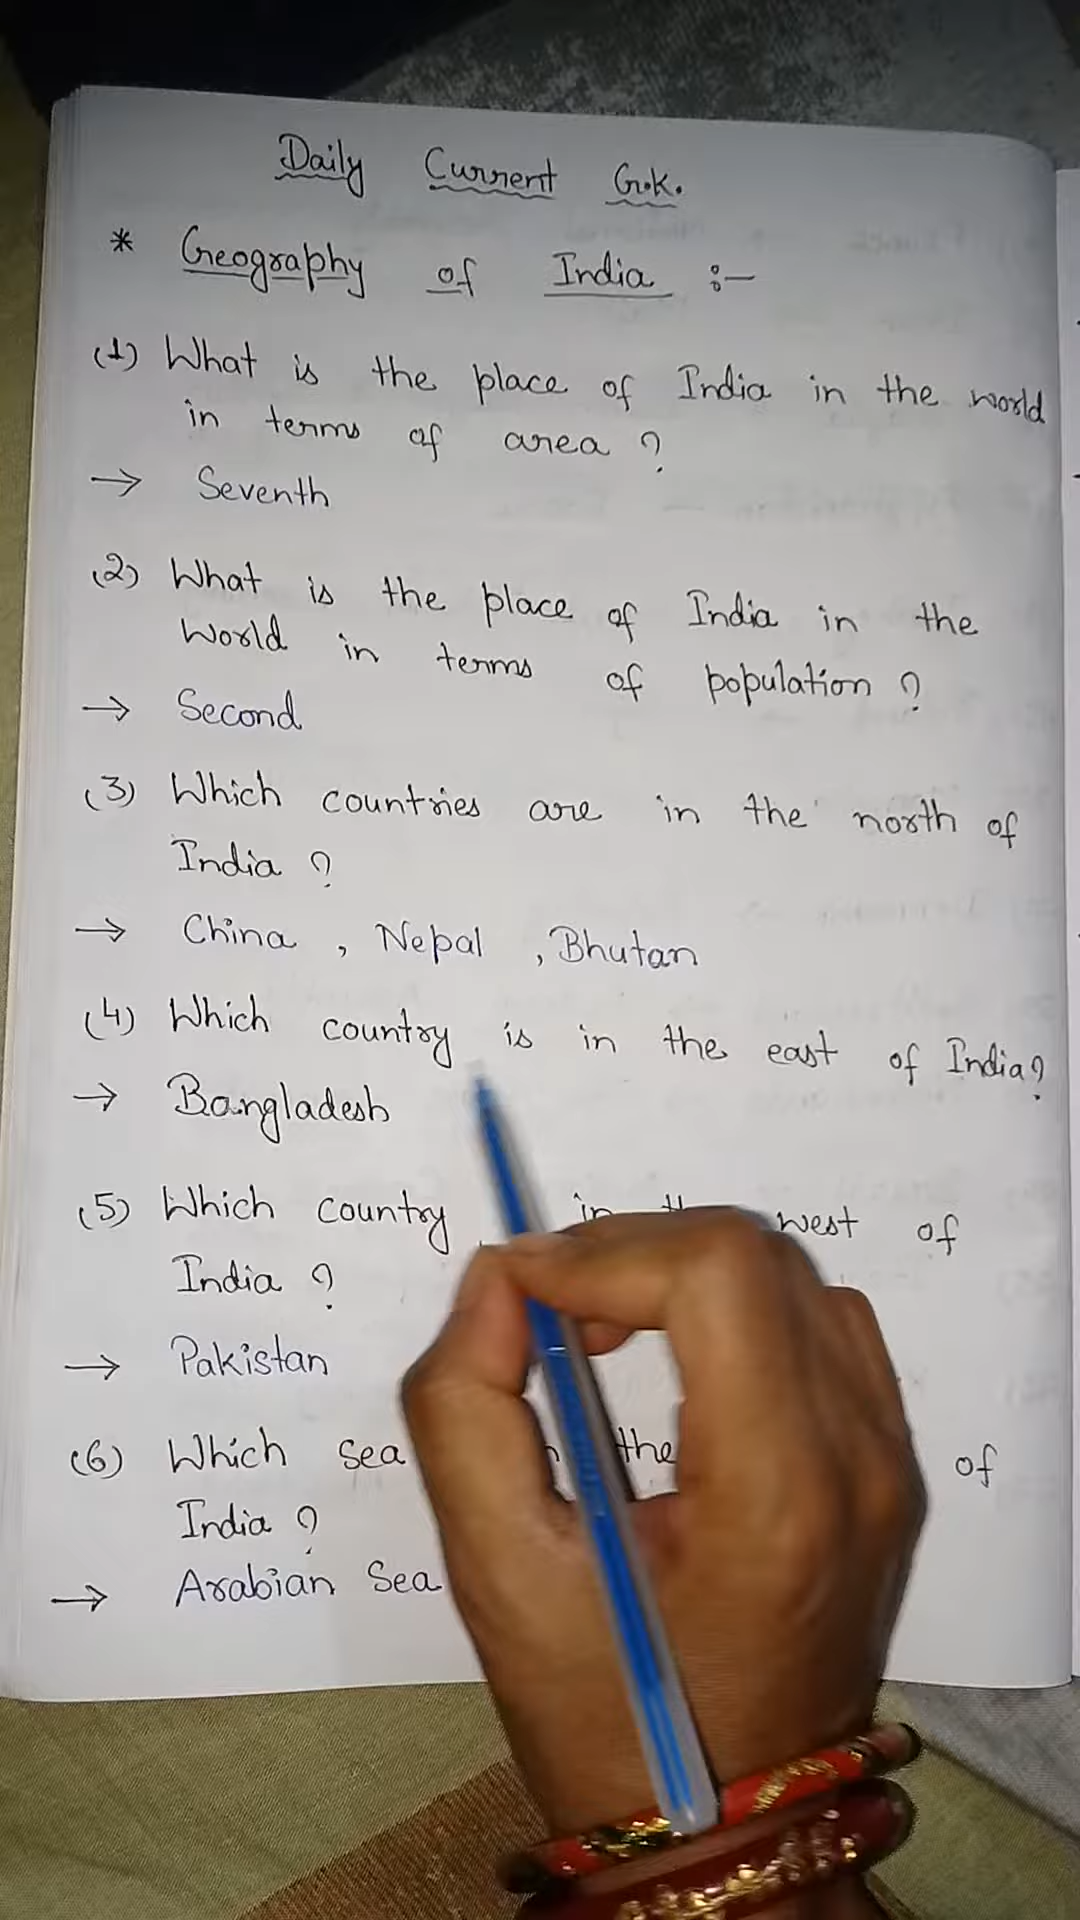 Daily Current G.K.
* Geography of India :-
(1) What is the place of India in the world
in terms of area ?
→ Seventh
(2) What is the place of India in the
World in terms of population ?
→ Second
(3) Which countries are in the north of
India ?
→ China , Nepal , Bhutan
(4) Which country is in the east of India?
→ Bangladesh
(5) Which country in west of
India ?
→ Pakistan
(6) Which sea the of
India ?
→ Arabian Sea